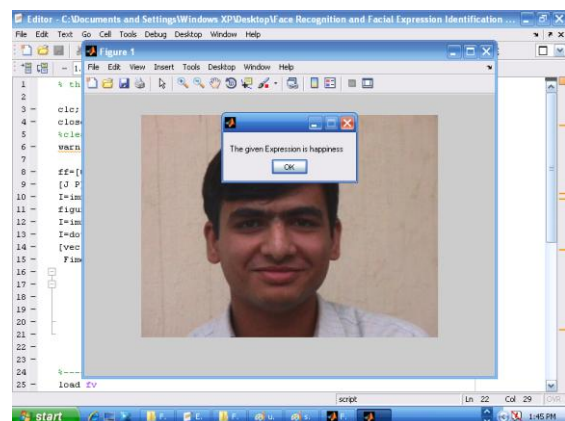 Editor - C:\Documents and Settings\Windows XP\Desktop\Face Recognition and Facial Expression Identification ...
File Edit Text Go Cell Tools Debug Desktop Window Help
Figure 1
File Edit View Insert Tools Desktop Window Help
The given Expression is happiness
OK
1 % th
2
3 - clc;
4 - close
5 %clea
6 - warn
7
8 - ff=[
9 - [J P
10 - I=im
11 - figu
12 - I=im
13 - I=do
14 - [vec
15 - Fime
16 -
17 -
18 -
19 -
20 -
21 -
22 -
23
24 %----
25 - load fv
script
Ln 22 Col 29 OVR
start
1:45 PM